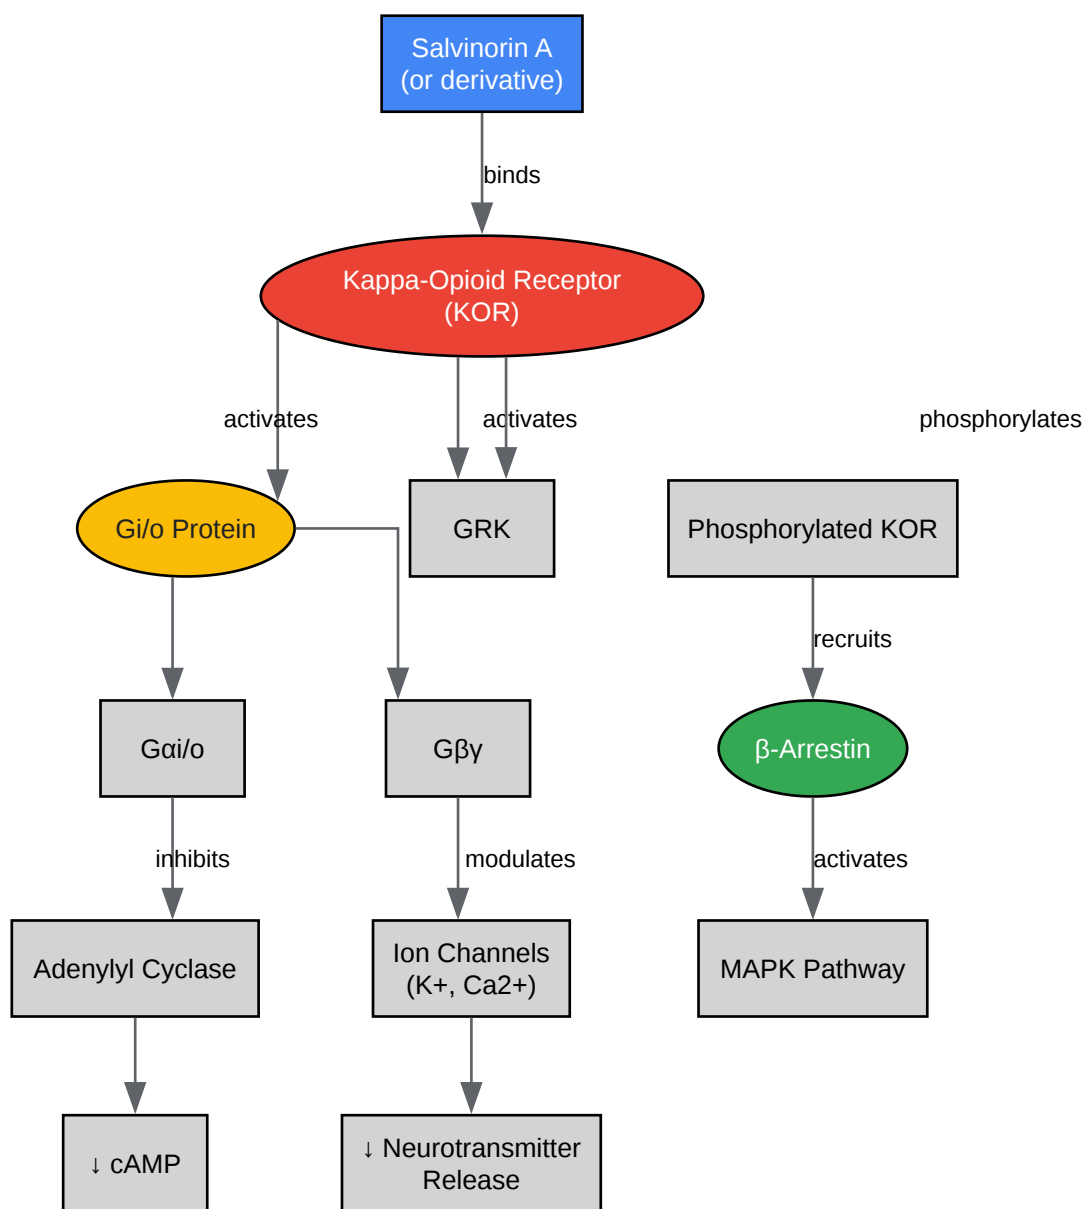 Salvinorin A
(or derivative)
binds
Kappa-Opioid Receptor
(KOR)
activates
activates
phosphorylates
Gi/o Protein
GRK
Phosphorylated KOR
recruits
Gαi/o
Gβγ
β-Arrestin
inhibits
modulates
activates
Adenylyl Cyclase
Ion Channels
(K+, Ca2+)
MAPK Pathway
↓ cAMP
↓ Neurotransmitter
Release